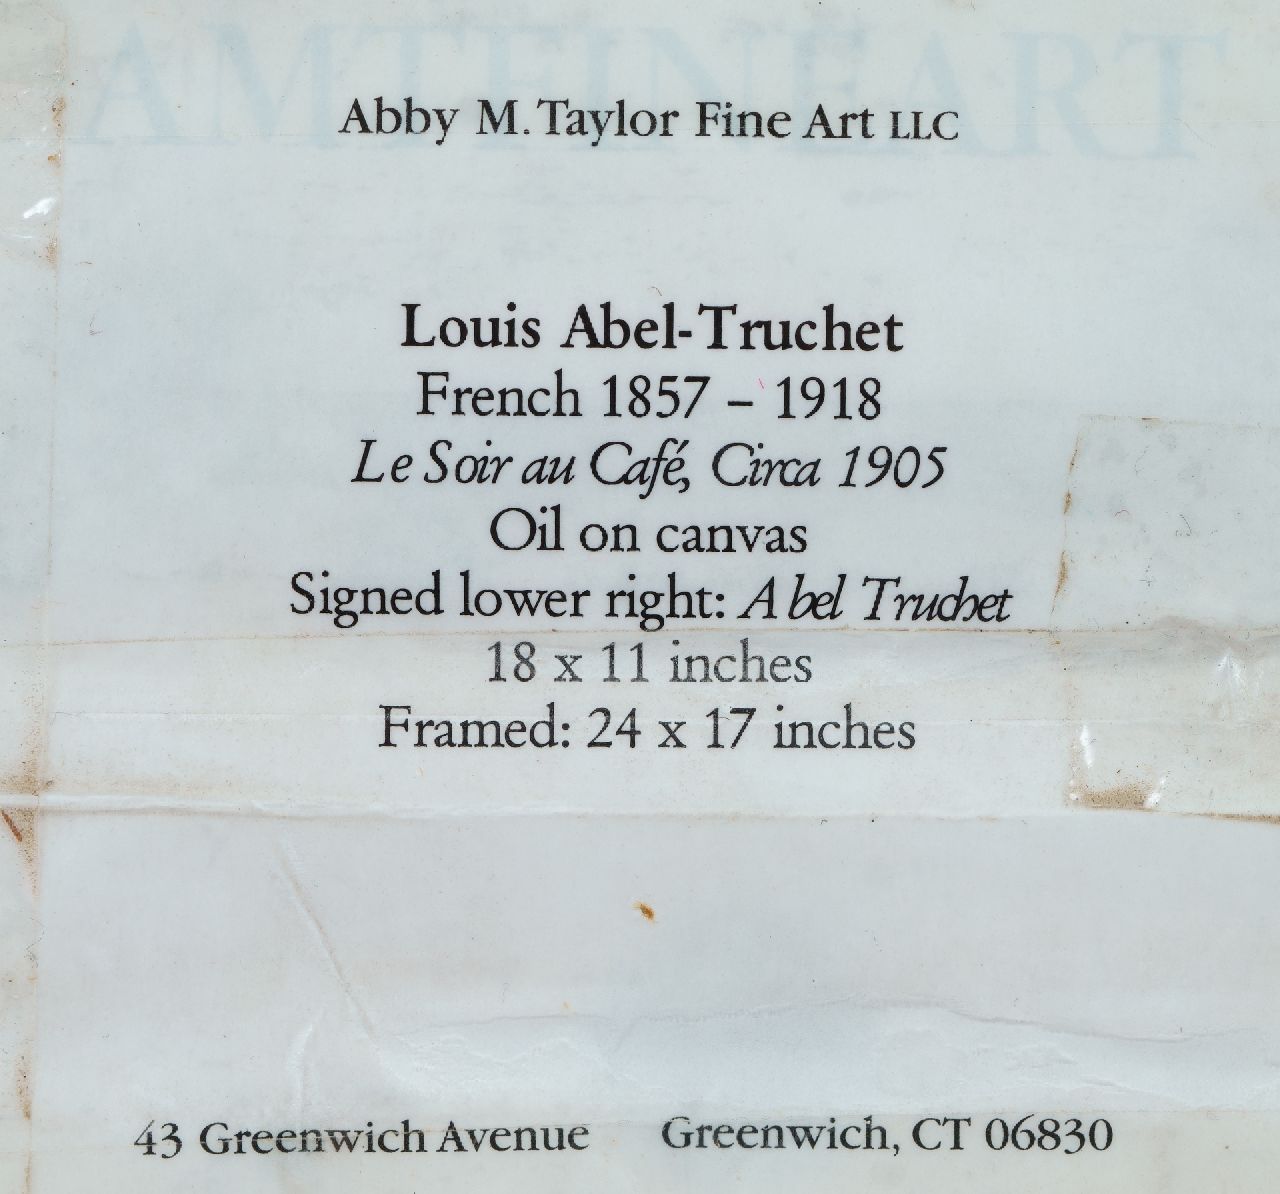 AMTFINEART
Abby M. Taylor Fine Art LLC
Louis Abel-Truchet
French 1857 – 1918
Le Soir au Café, Circa 1905
Oil on canvas
Signed lower right: Abel Truchet
18 x 11 inches
Framed: 24 x 17 inches
43 Greenwich Avenue Greenwich, CT 06830